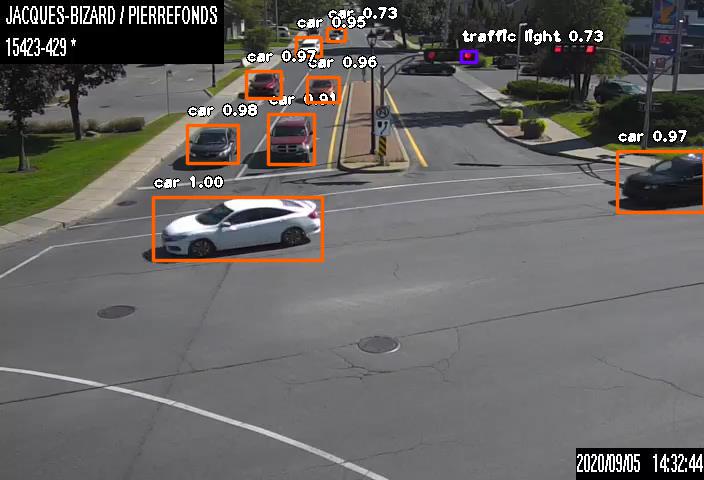 JACQUES-BIZARD / PIERREFONDS
15423-429 *
car 0.73
car 0.95
car 0.97
car 0.96
traffic light 0.73
car 0.91
car 0.98
car 0.97
car 1.00
2020/09/05 14:32:44